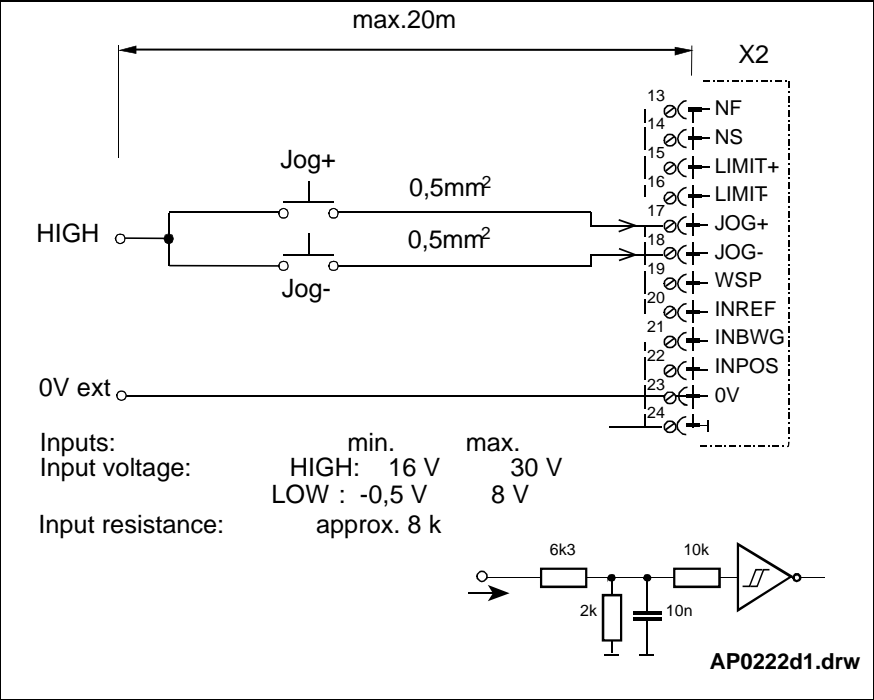 max.20m
X2
13 NF
14 NS
15 LIMIT+
16 LIMIT-
17 JOG+
18 JOG-
19 WSP
20 INREF
21 INBWG
22 INPOS
23 0V
24
Jog+
0,5mm²
HIGH
0,5mm²
Jog-
0V ext
Inputs: min. max.
Input voltage: HIGH: 16 V 30 V
LOW : -0,5 V 8 V
Input resistance: approx. 8 k
6k3
10k
2k
10n
AP0222d1.drw